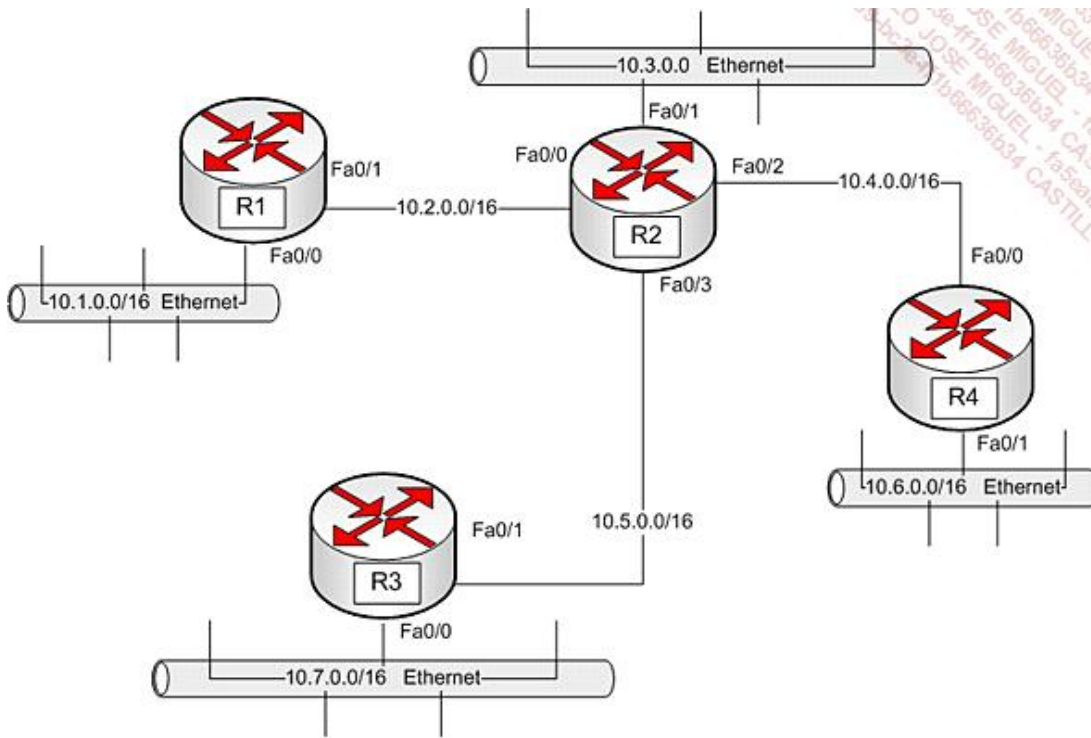 10.3.0.0 Ethernet
Fa0/1
Fa0/0
Fa0/2
Fa0/1
R1
10.2.0.0/16
R2
10.4.0.0/16
Fa0/0
Fa0/3
Fa0/0
10.1.0.0/16 Ethernet
R4
Fa0/1
10.6.0.0/16 Ethernet
10.5.0.0/16
Fa0/1
R3
Fa0/0
10.7.0.0/16 Ethernet